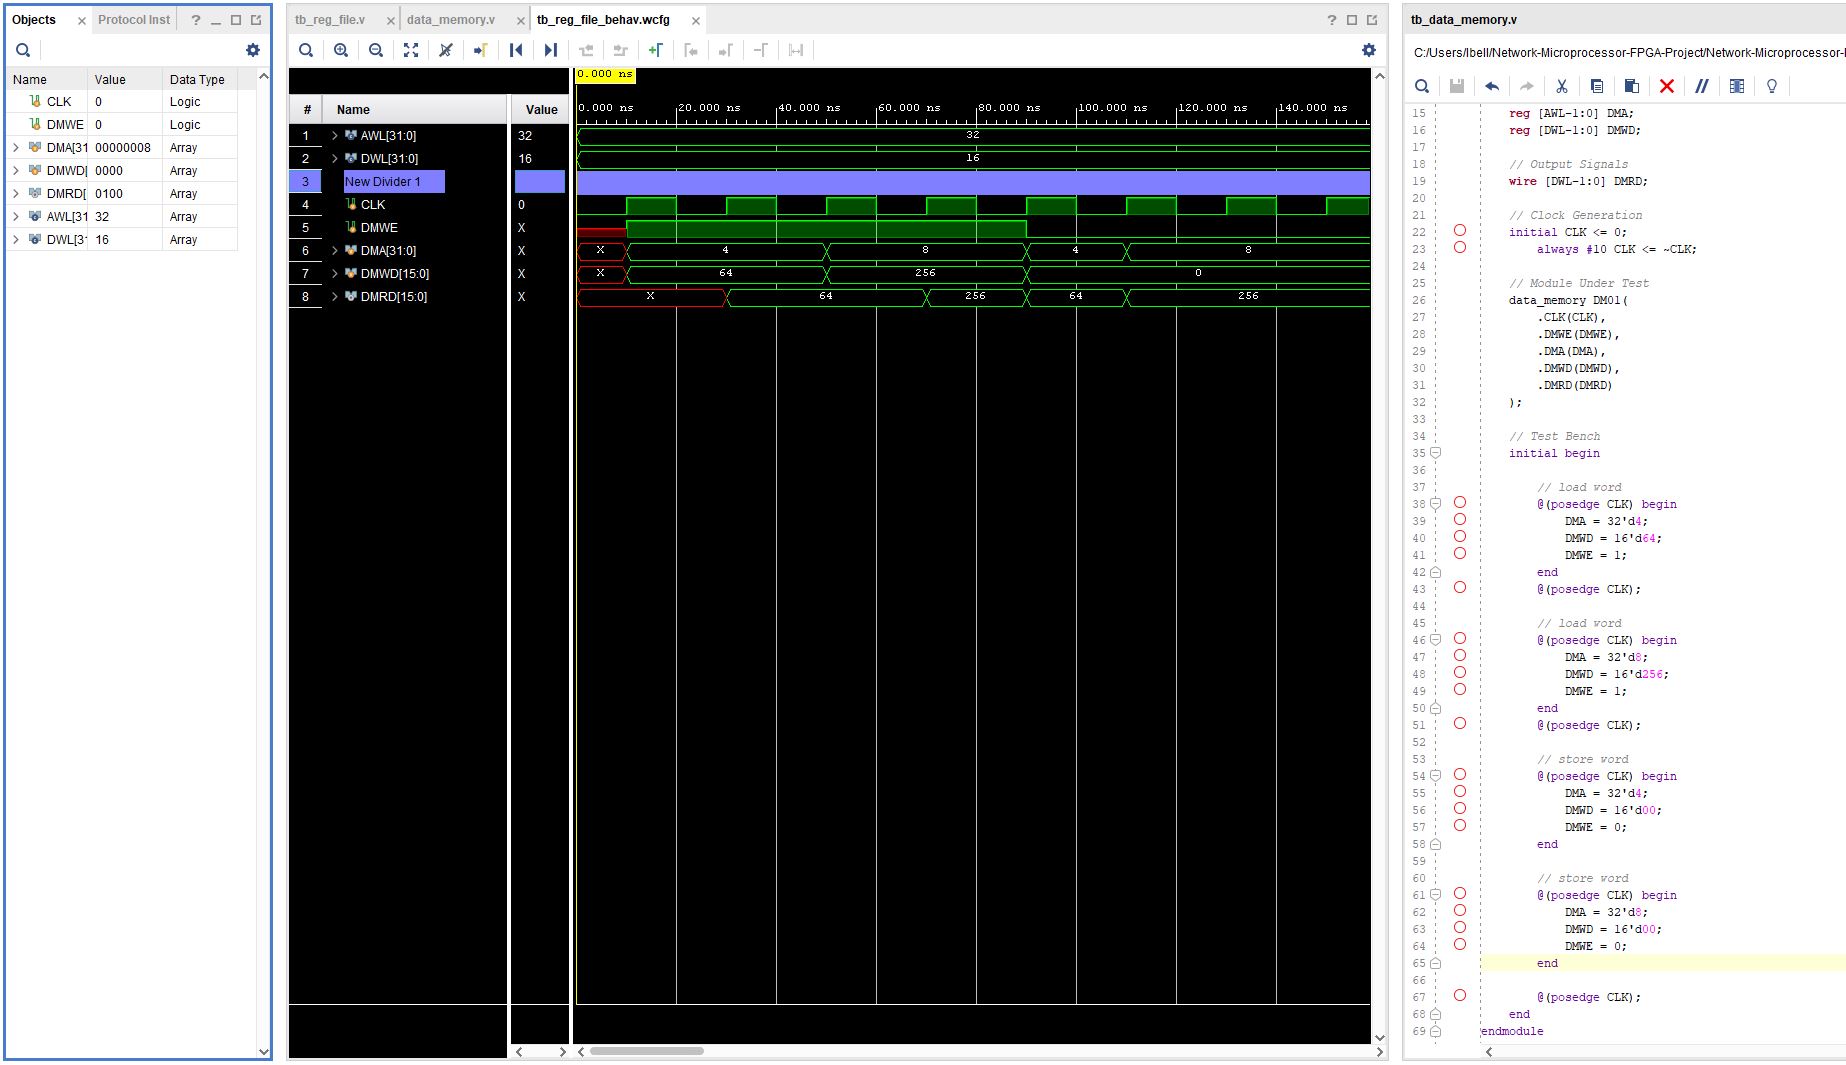 Objects
Protocol Inst
Name Value Data Type
CLK 0 Logic
DMWE 0 Logic
DMA[31 00000008 Array
DMWD[ 0000 Array
DMRD[ 0100 Array
AWL[31 32 Array
DWL[3 16 Array
tb_reg_file.v
data_memory.v
tb_reg_file_behav.wcfg
0.000 ns
0.000 ns 20.000 ns 40.000 ns 60.000 ns 80.000 ns 100.000 ns 120.000 ns 140.000 ns
# Name Value
1 AWL[31:0] 32 32
2 DWL[31:0] 16 16
3 New Divider 1
4 CLK 0
5 DMWE X
6 DMA[31:0] X X 4 8 4 8
7 DMWD[15:0] X X 64 256 0
8 DMRD[15:0] X X 64 256 64 256
tb_data_memory.v
C:/Users/lbell/Network-Microprocessor-FPGA-Project/Network-Microprocessor-
15 reg [AWL-1:0] DMA;
16 reg [DWL-1:0] DMWD;
17
18 // Output Signals
19 wire [DWL-1:0] DMRD;
20
21 // Clock Generation
22 initial CLK <= 0;
23 always #10 CLK <= ~CLK;
24
25 // Module Under Test
26 data_memory DM01(
27 .CLK(CLK),
28 .DMWE(DMWE),
29 .DMA(DMA),
30 .DMWD(DMWD),
31 .DMRD(DMRD)
32 );
33
34 // Test Bench
35 initial begin
36
37 // load word
38 @(posedge CLK) begin
39 DMA = 32'd4;
40 DMWD = 16'd64;
41 DMWE = 1;
42 end
43 @(posedge CLK);
44
45 // load word
46 @(posedge CLK) begin
47 DMA = 32'd8;
48 DMWD = 16'd256;
49 DMWE = 1;
50 end
51 @(posedge CLK);
52
53 // store word
54 @(posedge CLK) begin
55 DMA = 32'd4;
56 DMWD = 16'd00;
57 DMWE = 0;
58 end
59
60 // store word
61 @(posedge CLK) begin
62 DMA = 32'd8;
63 DMWD = 16'd00;
64 DMWE = 0;
65 end
66
67 @(posedge CLK);
68 end
69 endmodule